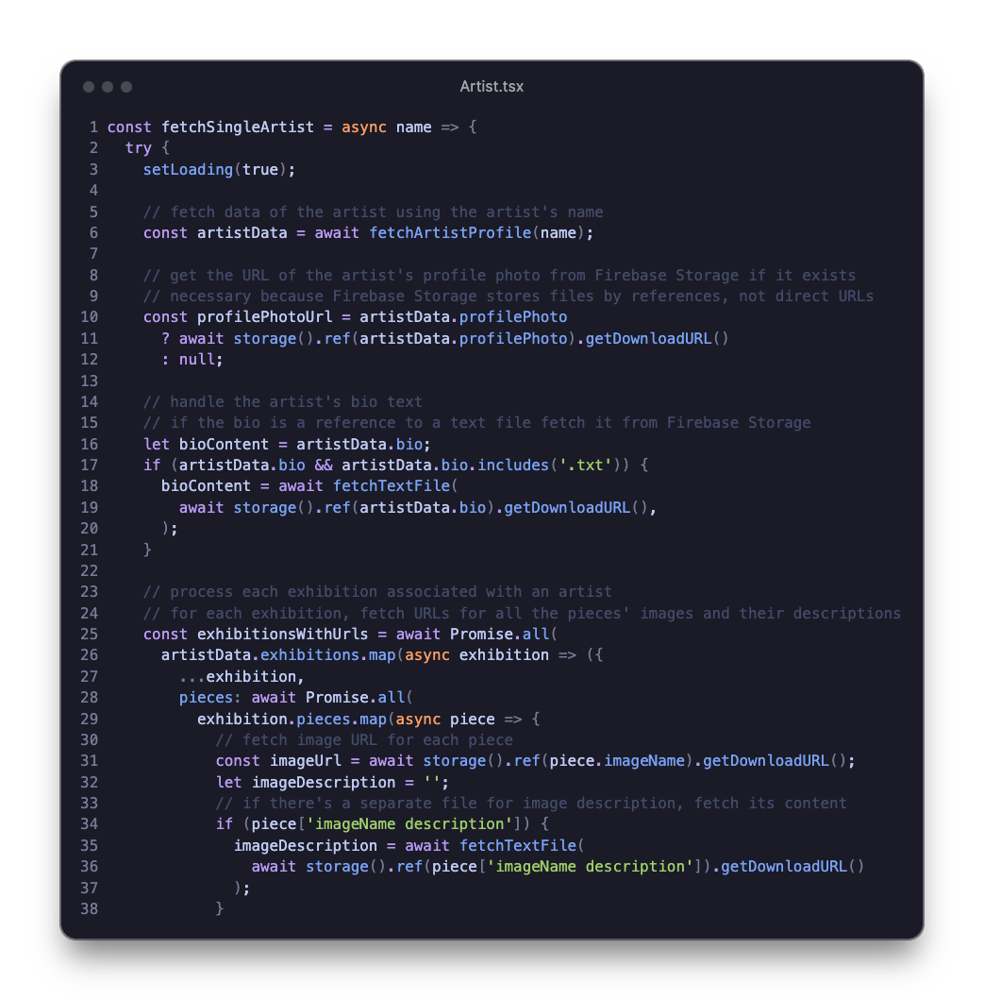 Artist.tsx
1 const fetchSingleArtist = async name => {
2   try {
3     setLoading(true);
4
5     // fetch data of the artist using the artist's name
6     const artistData = await fetchArtistProfile(name);
7
8     // get the URL of the artist's profile photo from Firebase Storage if it exists
9     // necessary because Firebase Storage stores files by references, not direct URLs
10     const profilePhotoUrl = artistData.profilePhoto
11       ? await storage().ref(artistData.profilePhoto).getDownloadURL()
12       : null;
13
14     // handle the artist's bio text
15     // if the bio is a reference to a text file fetch it from Firebase Storage
16     let bioContent = artistData.bio;
17     if (artistData.bio && artistData.bio.includes('.txt')) {
18       bioContent = await fetchTextFile(
19         await storage().ref(artistData.bio).getDownloadURL(),
20       );
21     }
22
23     // process each exhibition associated with an artist
24     // for each exhibition, fetch URLs for all the pieces' images and their descriptions
25     const exhibitionsWithUrls = await Promise.all(
26       artistData.exhibitions.map(async exhibition => ({
27         ...exhibition,
28         pieces: await Promise.all(
29           exhibition.pieces.map(async piece => {
30             // fetch image URL for each piece
31             const imageUrl = await storage().ref(piece.imageName).getDownloadURL();
32             let imageDescription = '';
33             // if there's a separate file for image description, fetch its content
34             if (piece['imageName description']) {
35               imageDescription = await fetchTextFile(
36                 await storage().ref(piece['imageName description']).getDownloadURL()
37               );
38             }